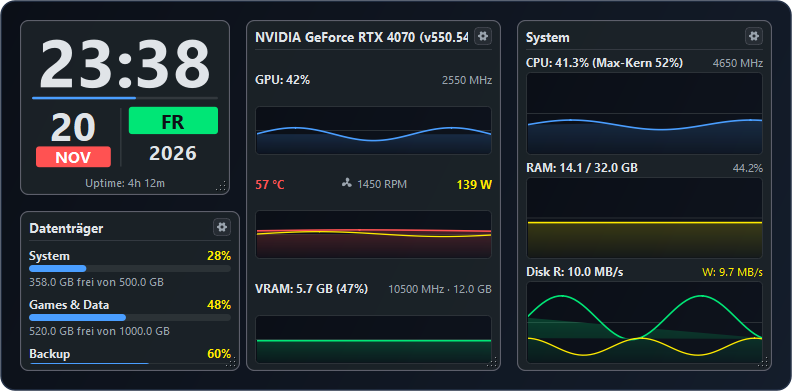 23:38
20
NOV
FR
2026
Uptime: 4h 12m
Datenträger
System 28%
358.0 GB frei von 500.0 GB
Games & Data 48%
520.0 GB frei von 1000.0 GB
Backup 60%
NVIDIA GeForce RTX 4070 (v550.54
GPU: 42% 2550 MHz
57 °C 1450 RPM 139 W
VRAM: 5.7 GB (47%) 10500 MHz · 12.0 GB
System
CPU: 41.3% (Max-Kern 52%) 4650 MHz
RAM: 14.1 / 32.0 GB 44.2%
Disk R: 10.0 MB/s W: 9.7 MB/s